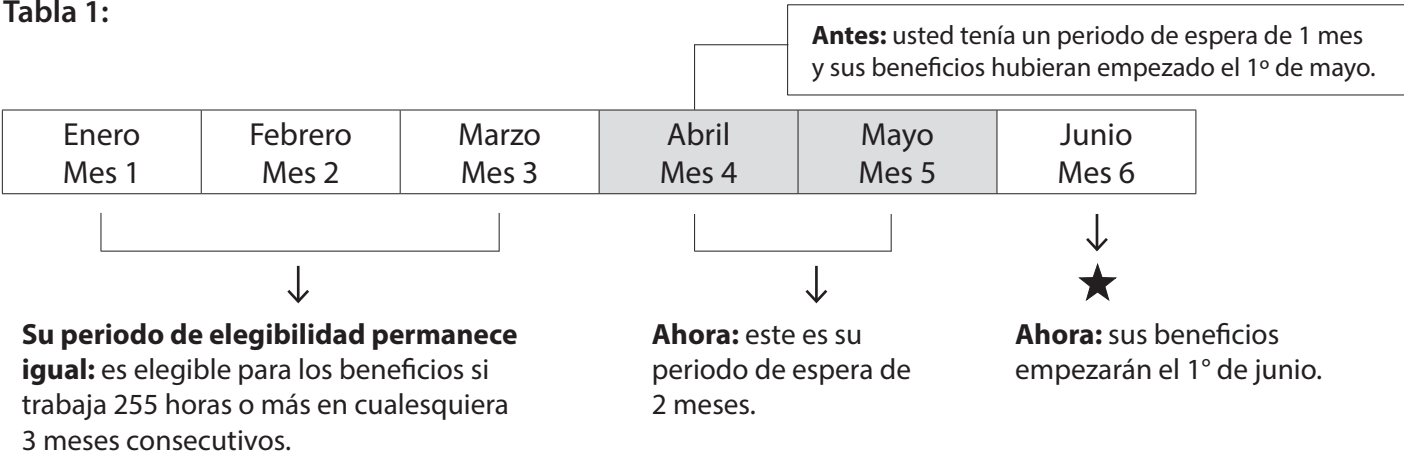 Tabla 1:
Antes: usted tenía un periodo de espera de 1 mes
y sus beneficios hubieran empezado el 1º de mayo.
Enero Febrero Marzo Abril Mayo Junio
Mes 1 Mes 2 Mes 3 Mes 4 Mes 5 Mes 6
Su periodo de elegibilidad permanece
igual: es elegible para los beneficios si
trabaja 255 horas o más en cualesquiera
3 meses consecutivos.
Ahora: este es su
periodo de espera de
2 meses.
Ahora: sus beneficios
empezarán el 1° de junio.